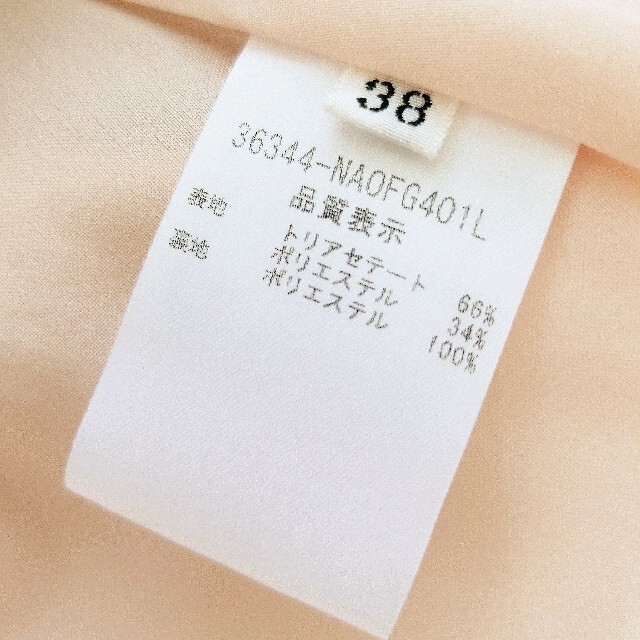 38
36344-NA0FG401L
品質表示
表地 トリアセテート 66%
ポリエステル 34%
裏地 ポリエステル 100%